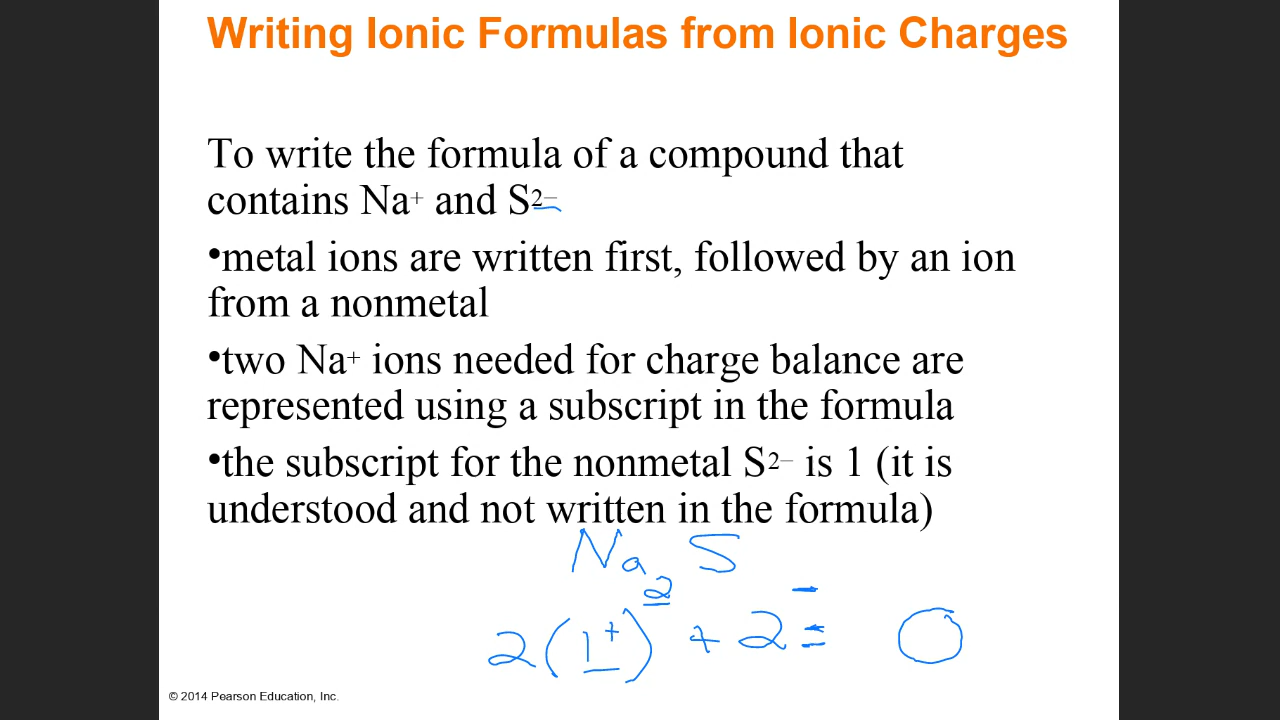 Writing Ionic Formulas from Ionic Charges
To write the formula of a compound that
contains Na⁺ and S²⁻
•metal ions are written first, followed by an ion
from a nonmetal
•two Na⁺ ions needed for charge balance are
represented using a subscript in the formula
•the subscript for the nonmetal S²⁻ is 1 (it is
understood and not written in the formula)
Na₂ S
2(1⁺) + 2⁻ = 0
© 2014 Pearson Education, Inc.